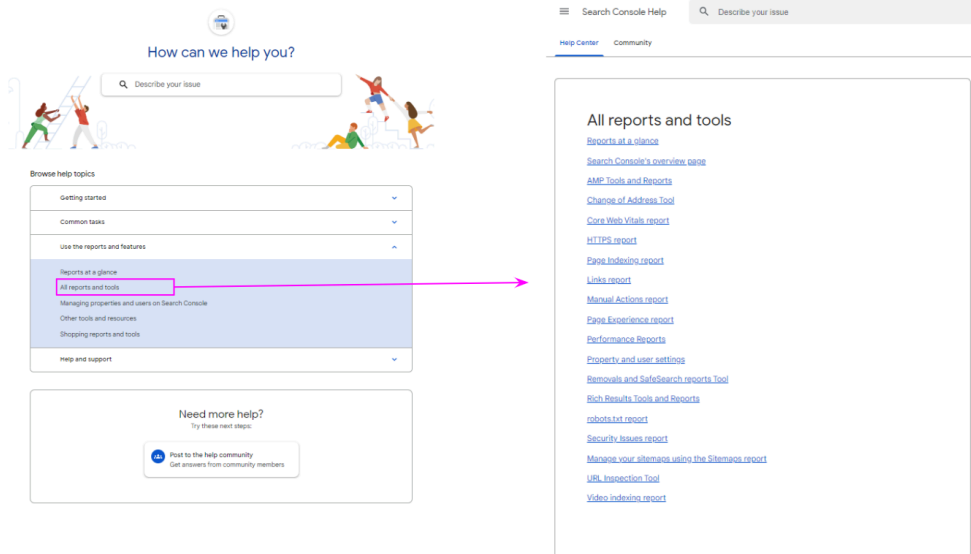 How can we help you?
Describe your issue
Browse help topics
Getting started
Common tasks
Use the reports and features
Reports at a glance
All reports and tools
Managing properties and users on Search Console
Other tools and resources
Shopping reports and tools
Help and support
Need more help?
Try these next steps:
Post to the help community
Get answers from community members
Search Console Help
Describe your issue
Help Center
Community
All reports and tools
Reports at a glance
Search Console's overview page
AMP Tools and Reports
Change of Address Tool
Core Web Vitals report
HTTPS report
Page Indexing report
Links report
Manual Actions report
Page Experience report
Performance Reports
Property and user settings
Removals and SafeSearch reports Tool
Rich Results Tools and Reports
robots.txt report
Security Issues report
Manage your sitemaps using the Sitemaps report
URL Inspection Tool
Video indexing report